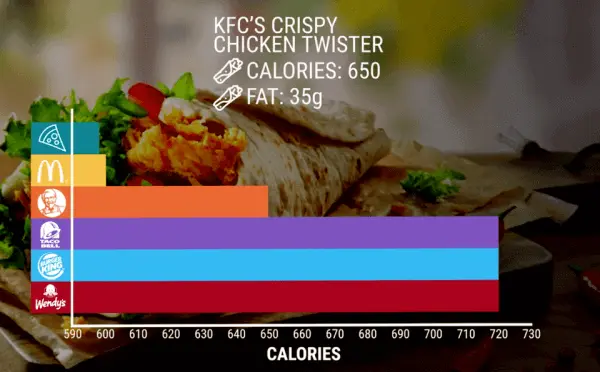 KFC'S CRISPY
CHICKEN TWISTER
CALORIES: 650
FAT: 35g
TACO
BELL
BURGER
KING
Wendy's
590 600 610 620 630 640 650 660 670 680 690 700 710 720 730
CALORIES